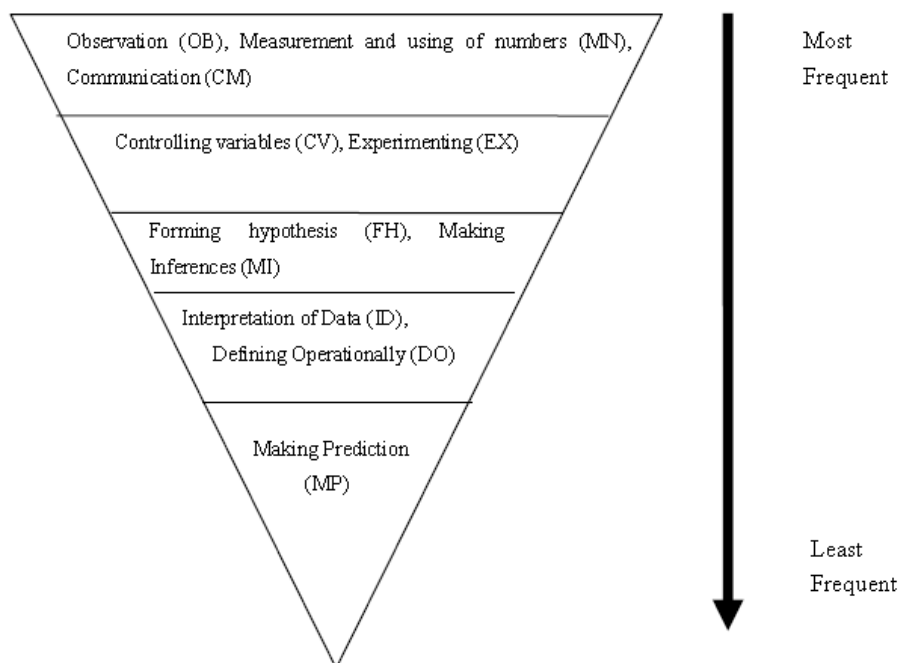 Observation (OB), Measurement and using of numbers (MN),
Communication (CM)
Controlling variables (CV), Experimenting (EX)
Forming hypothesis (FH), Making
Inferences (MI)
Interpretation of Data (ID),
Defining Operationally (DO)
Making Prediction
(MP)
Most
Frequent
Least
Frequent